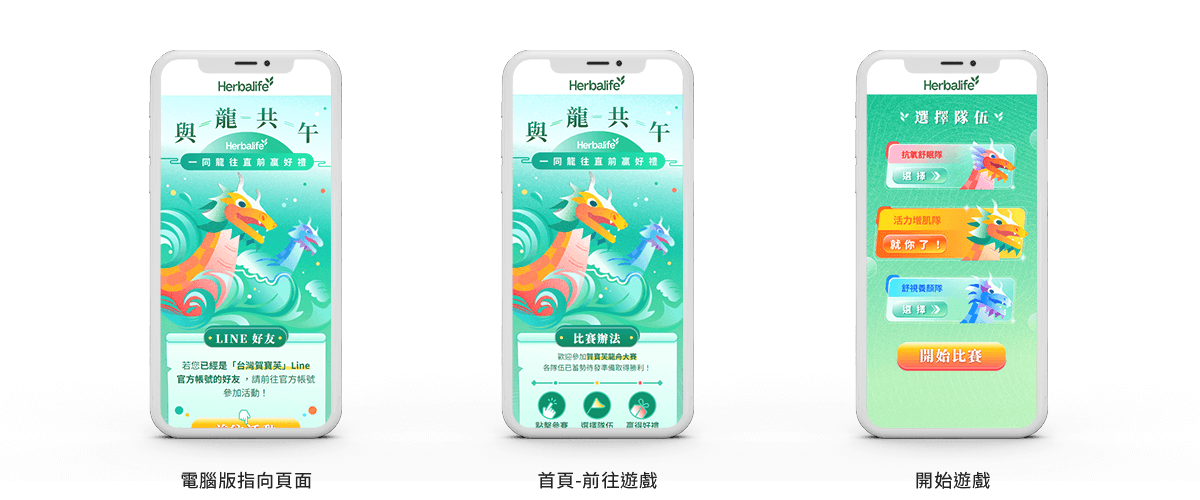 Herbalife
與龍共午
Herbalife
一同龍往直前贏好禮
LINE 好友
若您已經是「台灣賀寶芙」Line
官方帳號的好友，請前往官方帳號
參加活動！
電腦版指向頁面
Herbalife
與龍共午
Herbalife
一同龍往直前贏好禮
比賽辦法
歡迎參加賀寶芙龍舟大賽
各隊伍已蓄勢待發準備取得勝利！
點擊參賽 選擇隊伍 贏得好禮
首頁-前往遊戲
Herbalife
選擇隊伍
抗氧舒眠隊
選擇
活力增肌隊
就你了！
舒視養顏隊
選擇
開始比賽
開始遊戲